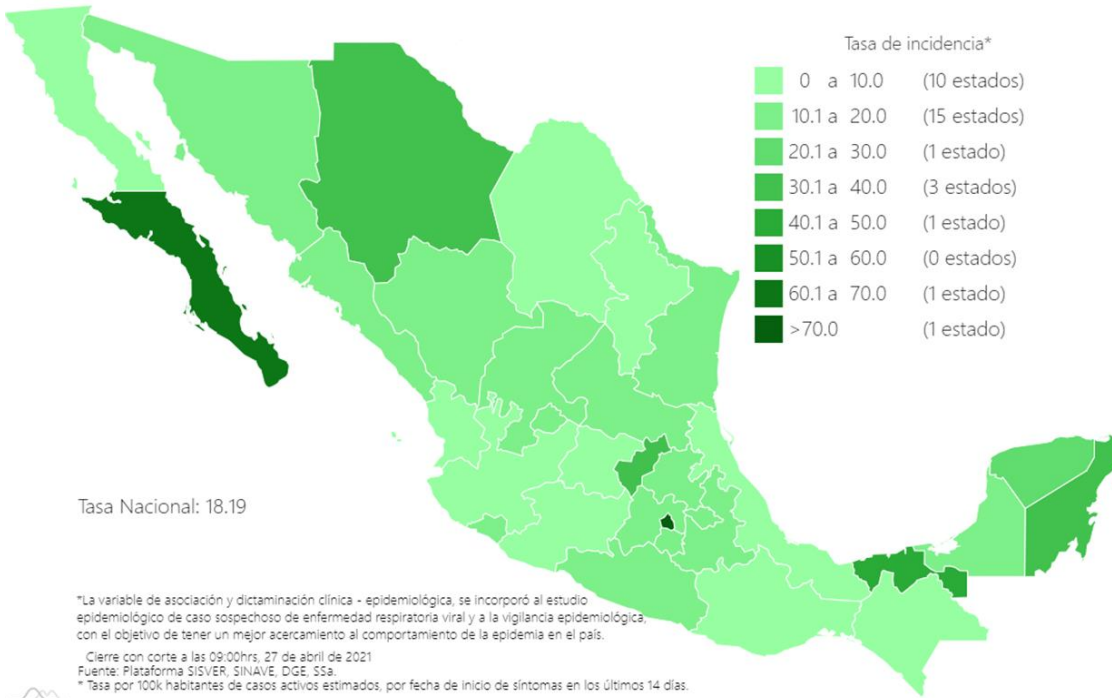 Tasa de incidencia*
0 a 10.0 (10 estados)
10.1 a 20.0 (15 estados)
20.1 a 30.0 (1 estado)
30.1 a 40.0 (3 estados)
40.1 a 50.0 (1 estado)
50.1 a 60.0 (0 estados)
60.1 a 70.0 (1 estado)
>70.0 (1 estado)
Tasa Nacional: 18.19
*La variable de asociación y dictaminación clínica - epidemiológica, se incorporó al estudio
epidemiológico de caso sospechoso de enfermedad respiratoria viral y a la vigilancia epidemiológica,
con el objetivo de tener un mejor acercamiento al comportamiento de la epidemia en el país.
Cierre con corte a las 09:00hrs, 27 de abril de 2021
Fuente: Plataforma SISVER, SINAVE, DGE, SSa.
* Tasa por 100k habitantes de casos activos estimados, por fecha de inicio de síntomas en los últimos 14 días.